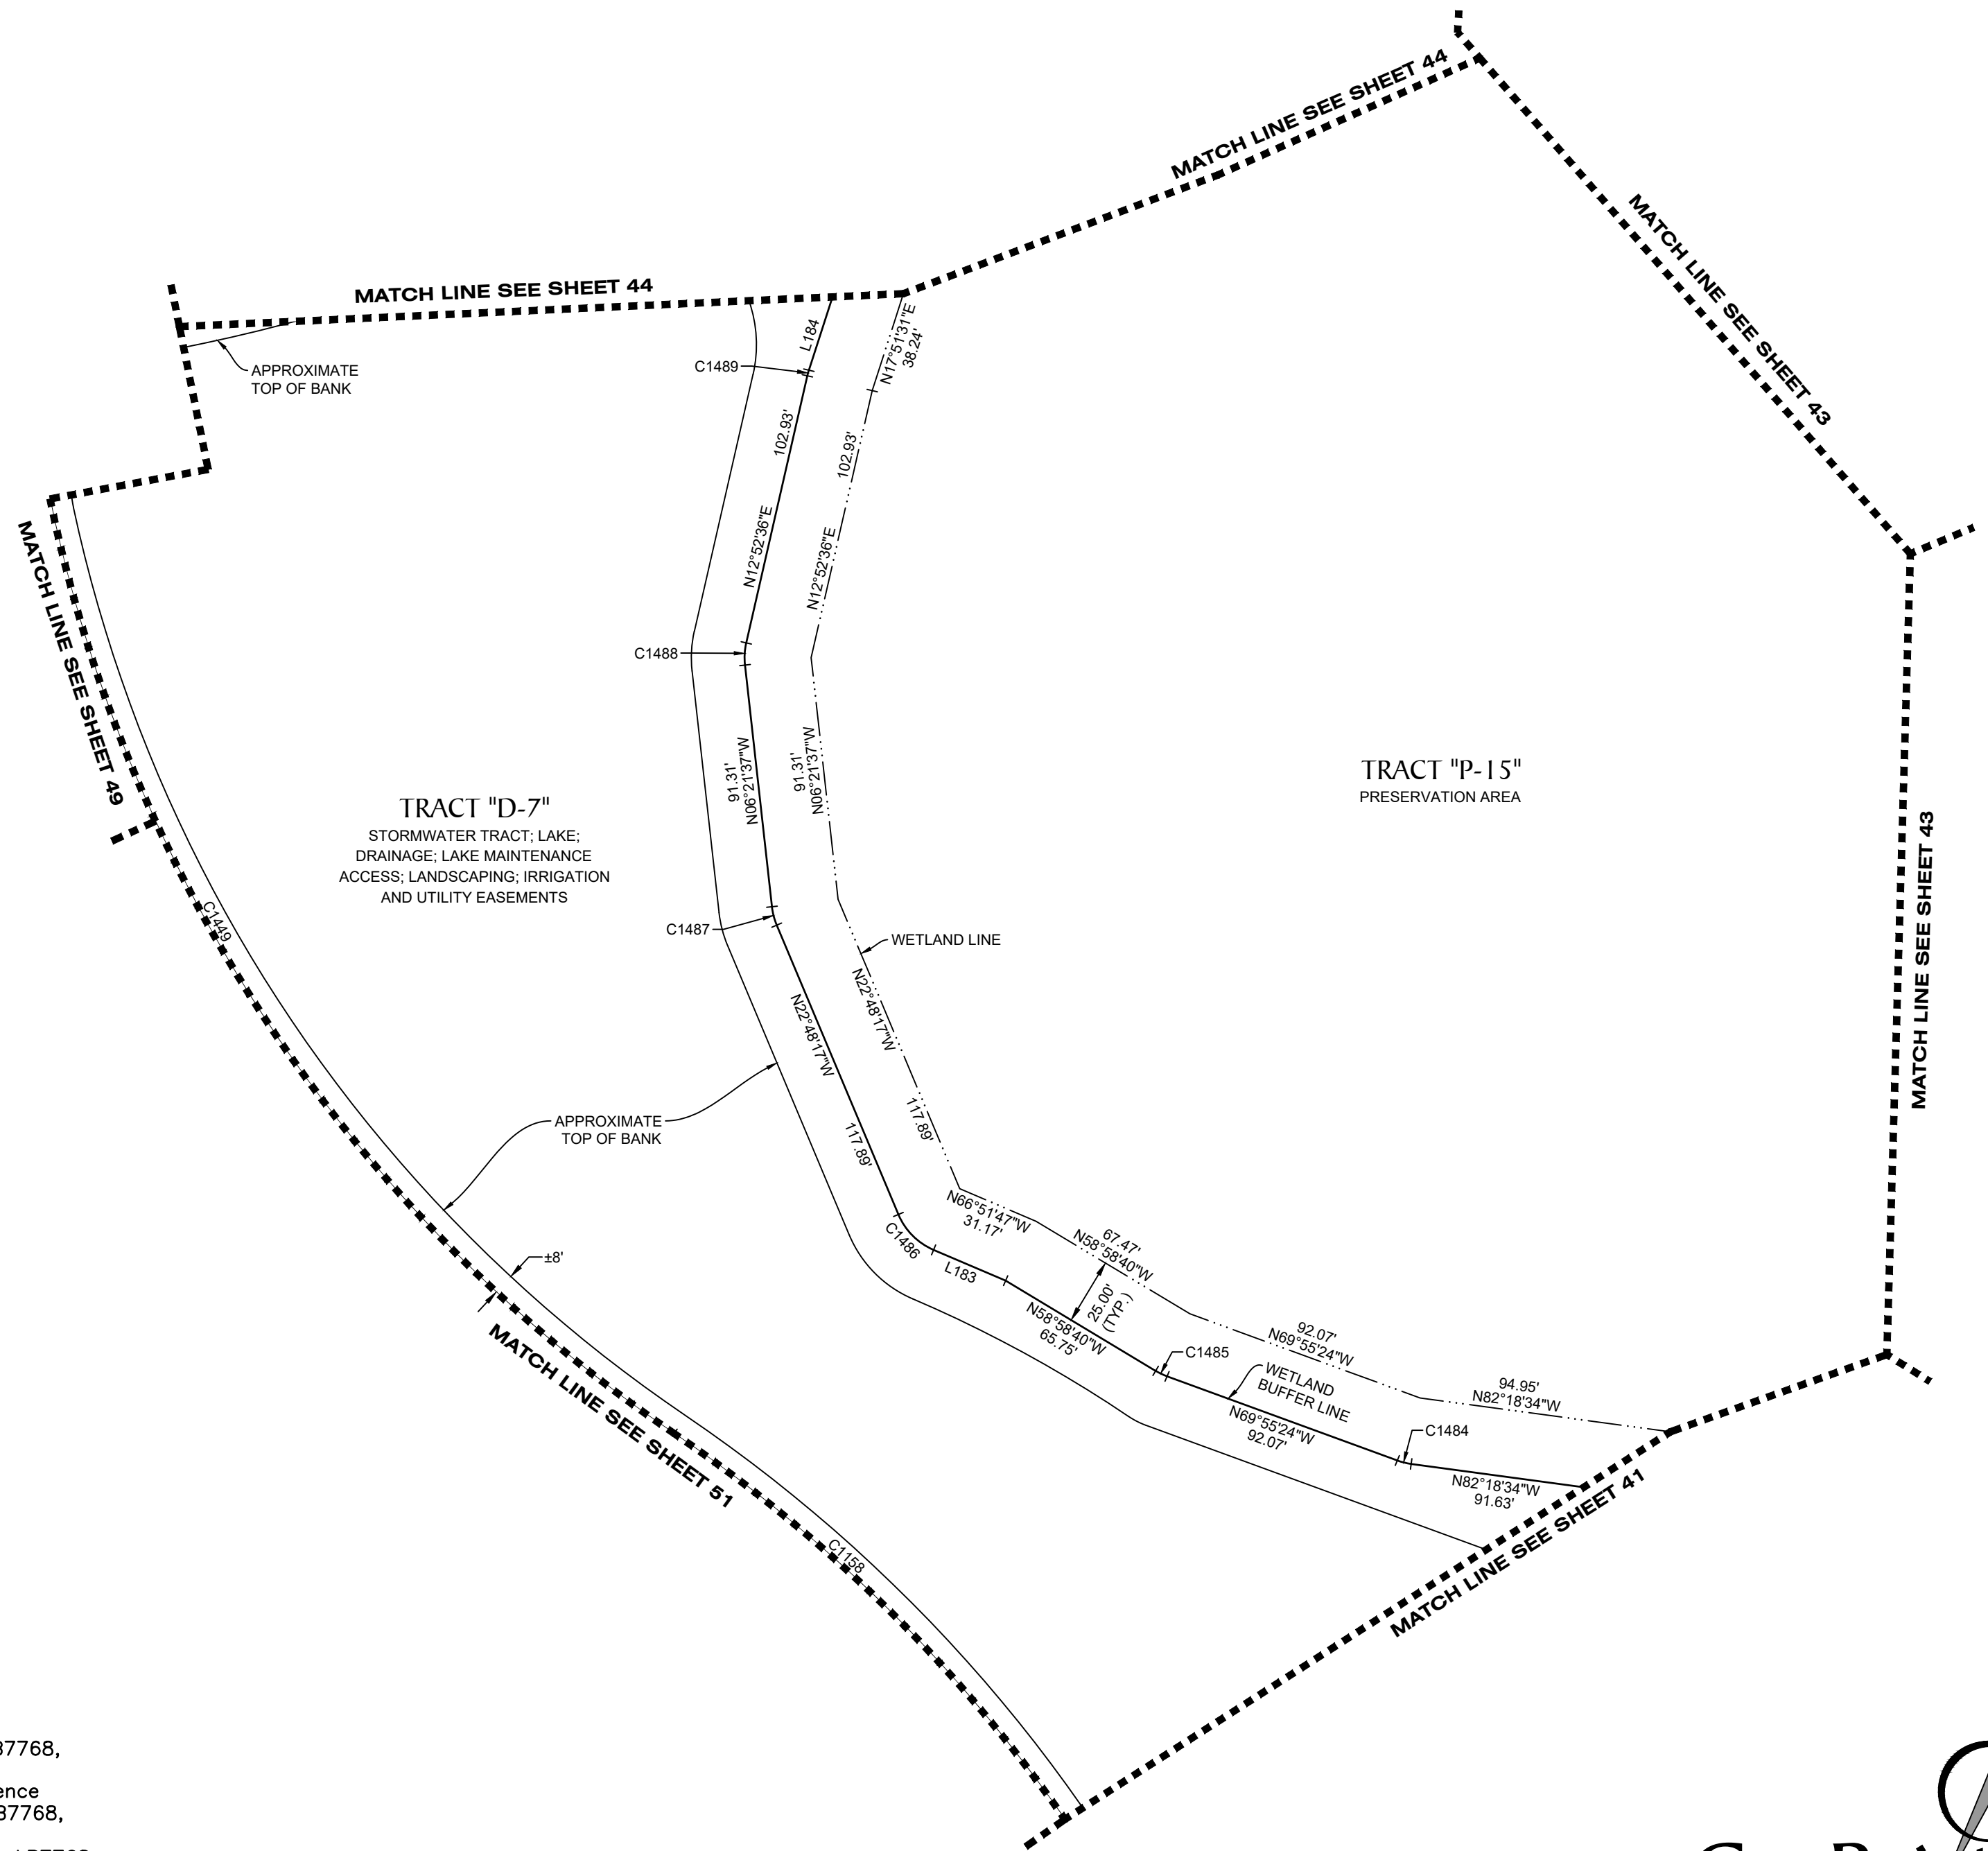 MATCH LINE SEE SHEET 44
MATCH LINE SEE SHEET 44
MATCH LINE SEE SHEET 43
APPROXIMATE
TOP OF BANK
L184
C1489
N17°51'31"E
38.24'
102.93'
N12°52'36"E
102.93'
N12°52'36"E
MATCH LINE SEE SHEET 49
C1488
91.31'
N06°21'37"W
91.31'
N06°21'37"W
TRACT "P-15"
PRESERVATION AREA
TRACT "D-7"
STORMWATER TRACT; LAKE;
DRAINAGE; LAKE MAINTENANCE
ACCESS; LANDSCAPING; IRRIGATION
AND UTILITY EASEMENTS
MATCH LINE SEE SHEET 43
C1449
C1487
WETLAND LINE
N22°48'17"W
117.89'
N22°48'17"W
117.89'
APPROXIMATE
TOP OF BANK
N66°51'47"W
31.17'
C1486
L183
67.47'
N58°58'40"W
±8'
25.00'
(TYP.)
N58°58'40"W
65.75'
92.07'
N69°55'24"W
C1485
WETLAND
BUFFER LINE
94.95'
N82°18'34"W
N69°55'24"W
92.07'
C1484
N82°18'34"W
91.63'
MATCH LINE SEE SHEET 51
MATCH LINE SEE SHEET 41
C1158
37768,
ence
37768,